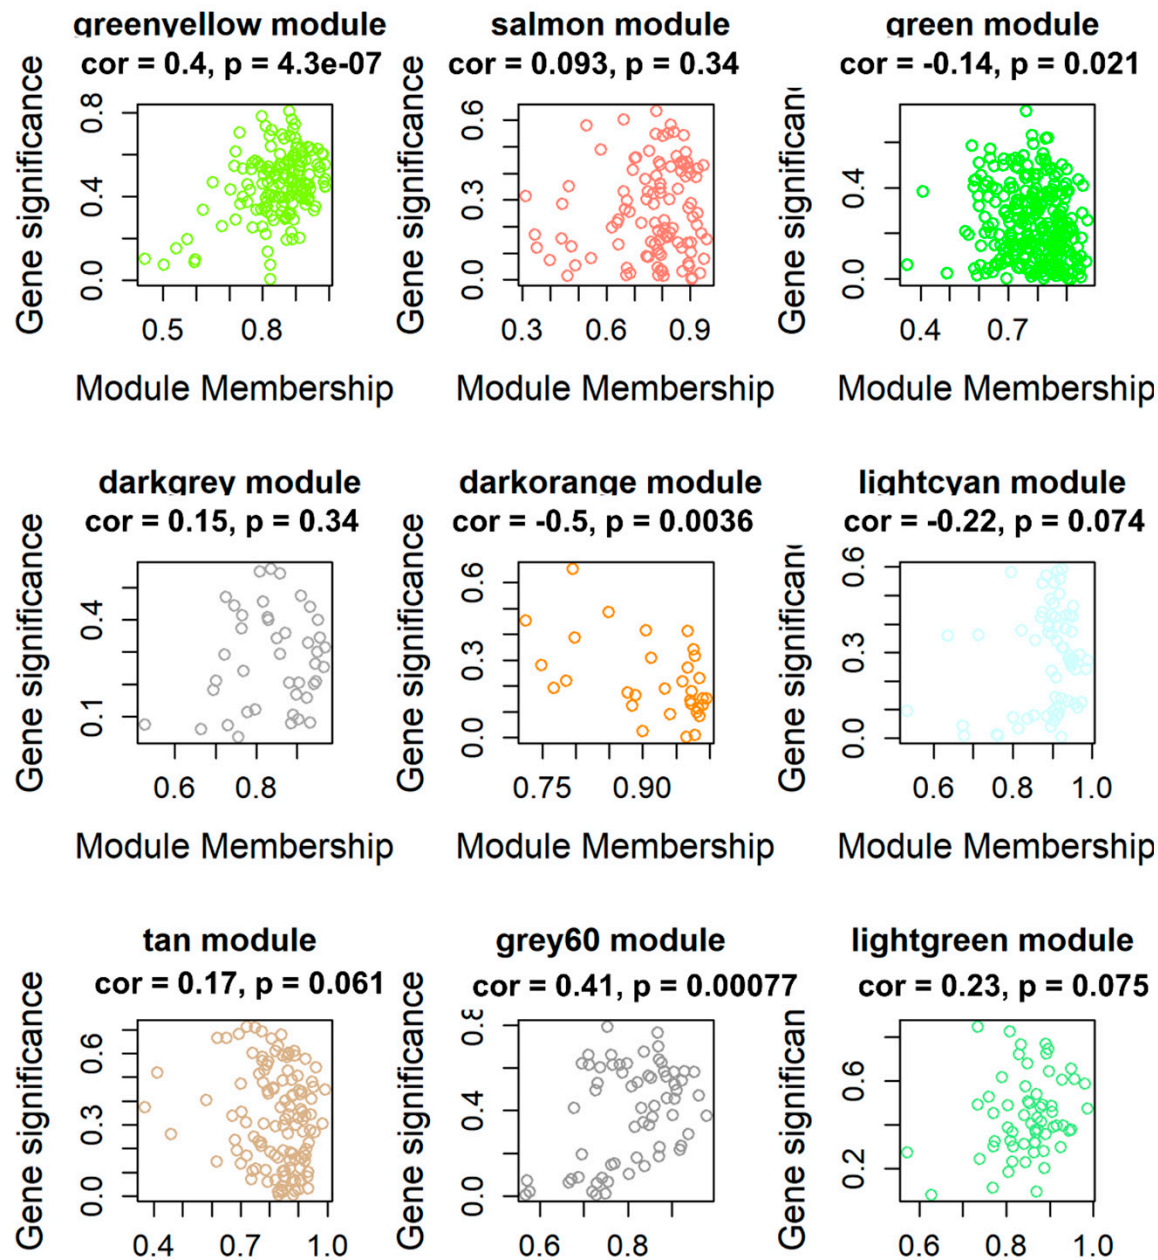 greenyellow module
cor = 0.4, p = 4.3e-07
Gene significance
0.0 0.4 0.8
0.5 0.8
Module Membership
salmon module
cor = 0.093, p = 0.34
Gene significance
0.0 0.3 0.6
0.3 0.6 0.9
Module Membership
green module
cor = -0.14, p = 0.021
Gene significance
0.0 0.4
0.4 0.7
Module Membership
darkgrey module
cor = 0.15, p = 0.34
Gene significance
0.1 0.4
0.6 0.8
Module Membership
darkorange module
cor = -0.5, p = 0.0036
Gene significance
0.0 0.3 0.6
0.75 0.90
Module Membership
lightcyan module
cor = -0.22, p = 0.074
Gene significance
0.0 0.3 0.6
0.6 0.8 1.0
Module Membership
tan module
cor = 0.17, p = 0.061
Gene significance
0.0 0.3 0.6
0.4 0.7 1.0
grey60 module
cor = 0.41, p = 0.00077
Gene significance
0.0 0.4 0.8
0.6 0.8
lightgreen module
cor = 0.23, p = 0.075
Gene significance
0.2 0.6
0.6 0.8 1.0